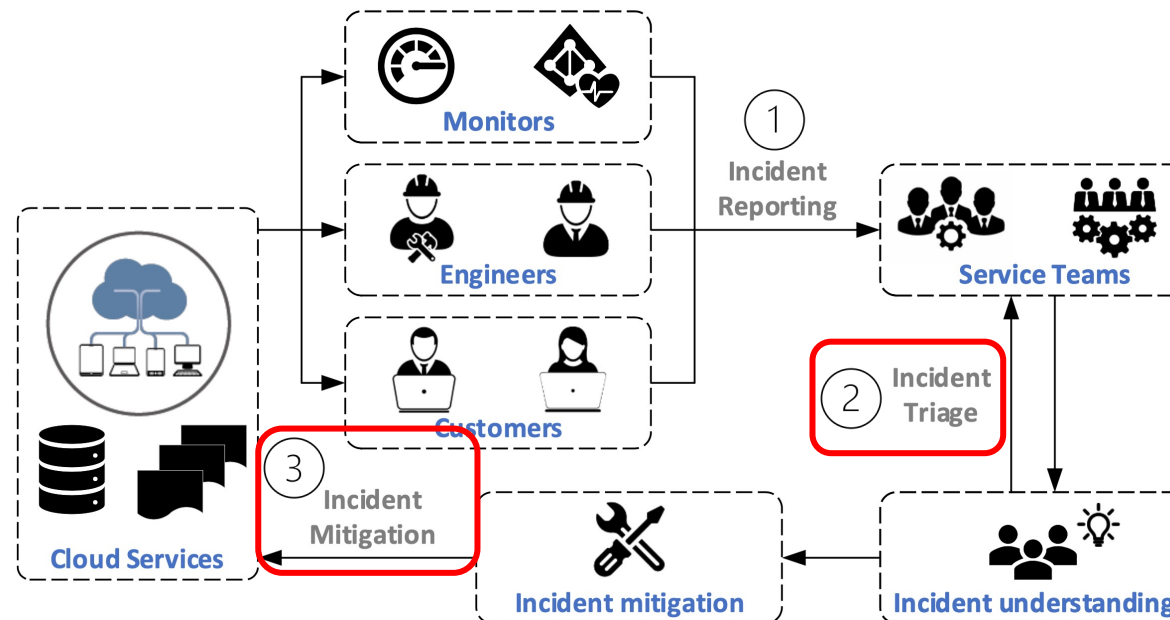 Monitors
1
Incident
Reporting
Engineers
Service Teams
Customers
2
Incident
Triage
3
Incident
Mitigation
Cloud Services
Incident mitigation
Incident understanding